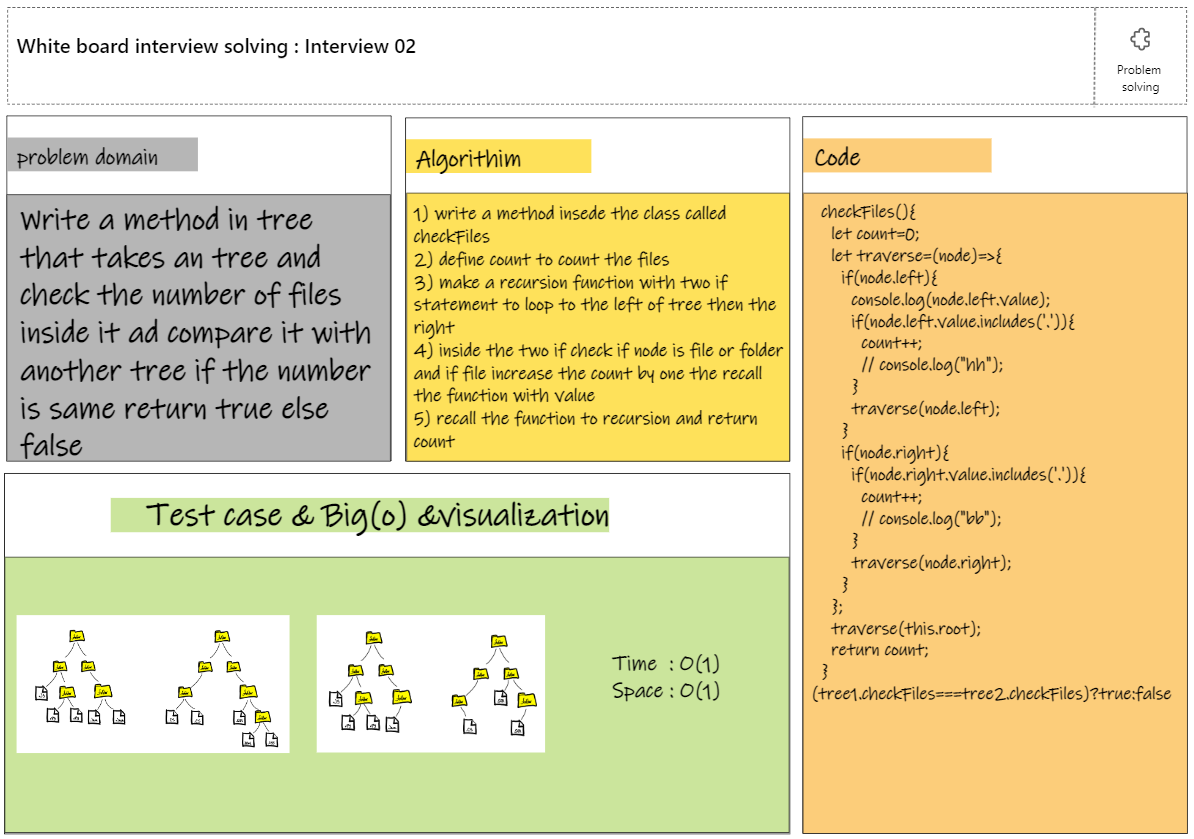 White board interview solving : Interview 02
Problem
solving
problem domain
Write a method in tree
that takes an tree and
check the number of files
inside it ad compare it with
another tree if the number
is same return true else
false
Algorithim
1) write a method insede the class called
checkFiles
2) define count to count the files
3) make a recursion function with two if
statement to loop to the left of tree then the
right
4) inside the two if check if node is file or folder
and if file increase the count by one the recall
the function with value
5) recall the function to recursion and return
count
Code
checkFiles(){
let count=0;
let traverse=(node)=>{
if(node.left){
console.log(node.left.value);
if(node.left.value.includes('.')){
count++;
// console.log("hh");
}
traverse(node.left);
}
if(node.right){
if(node.right.value.includes('.')){
count++;
// console.log("bb");
}
traverse(node.right);
}
};
traverse(this.root);
return count;
}
(tree1.checkFiles===tree2.checkFiles)?true:false
Test case & Big(o) &visualization
Time : O(1)
Space : O(1)